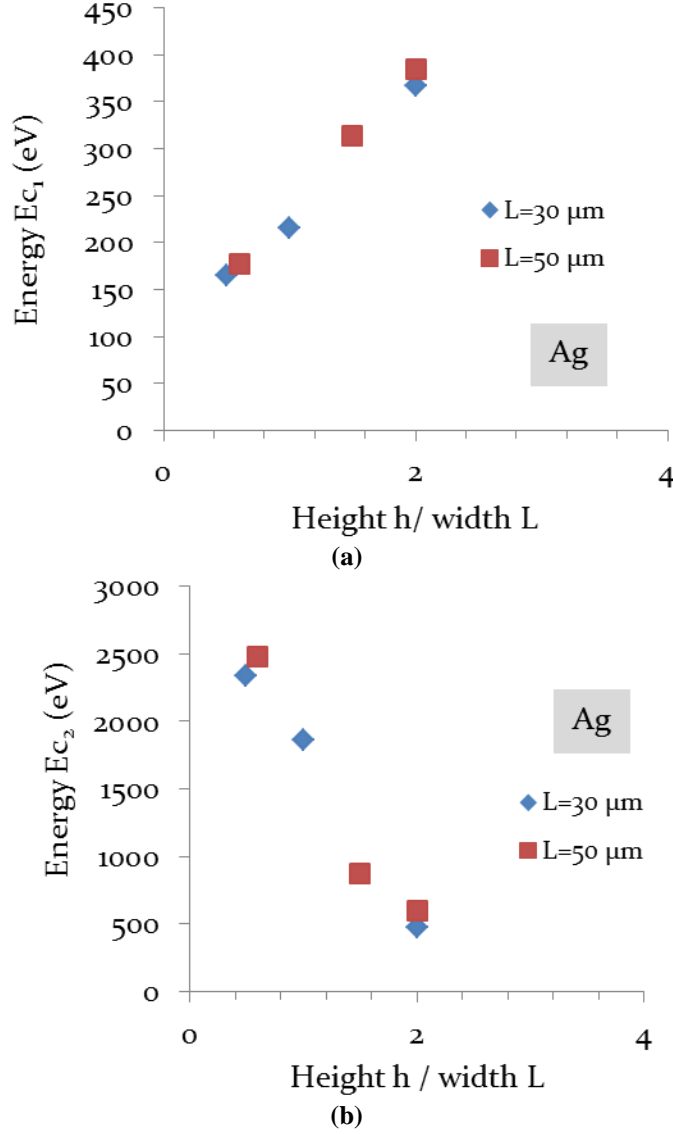 450
400
350
300
250
200
150
100
50
0
Energy Ec₁ (eV)
L=30 µm
L=50 µm
Ag
0 2 4
Height h/ width L
(a)
3000
2500
2000
1500
1000
500
0
Energy Ec₂ (eV)
Ag
L=30 µm
L=50 µm
0 2 4
Height h / width L
(b)